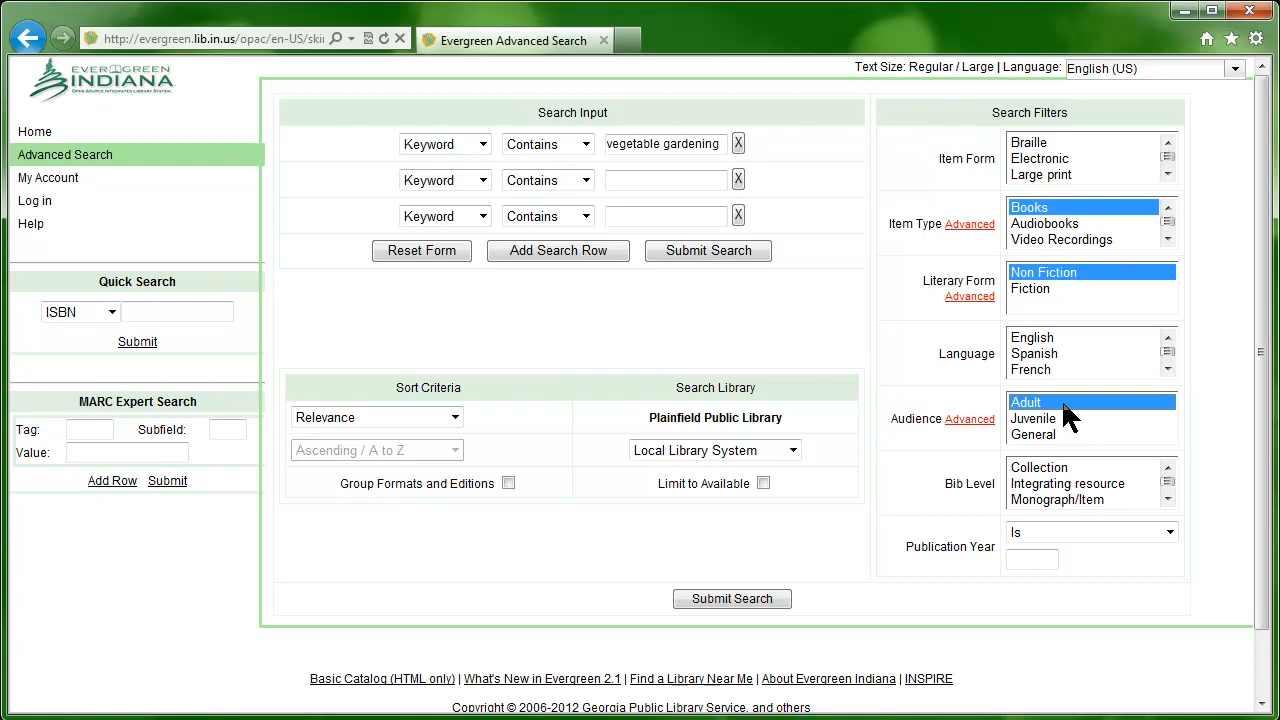 http://evergreen.lib.in.us/opac/en-US/skin
Evergreen Advanced Search
EVERGREEN
INDIANA
OPEN SOURCE INTEGRATED LIBRARY SYSTEM
Text Size: Regular / Large | Language: English (US)
Home
Advanced Search
My Account
Log in
Help
Quick Search
ISBN
Submit
MARC Expert Search
Tag: Subfield:
Value:
Add Row Submit
Search Input
Keyword Contains vegetable gardening X
Keyword Contains X
Keyword Contains X
Reset Form Add Search Row Submit Search
Sort Criteria Search Library
Relevance Plainfield Public Library
Ascending / A to Z Local Library System
Group Formats and Editions Limit to Available
Search Filters
Item Form
Braille
Electronic
Large print
Item Type Advanced
Books
Audiobooks
Video Recordings
Literary Form
Advanced
Non Fiction
Fiction
Language
English
Spanish
French
Audience Advanced
Adult
Juvenile
General
Bib Level
Collection
Integrating resource
Monograph/Item
Publication Year
Is
Submit Search
Basic Catalog (HTML only) | What's New in Evergreen 2.1 | Find a Library Near Me | About Evergreen Indiana | INSPIRE
Copyright © 2006-2012 Georgia Public Library Service, and others